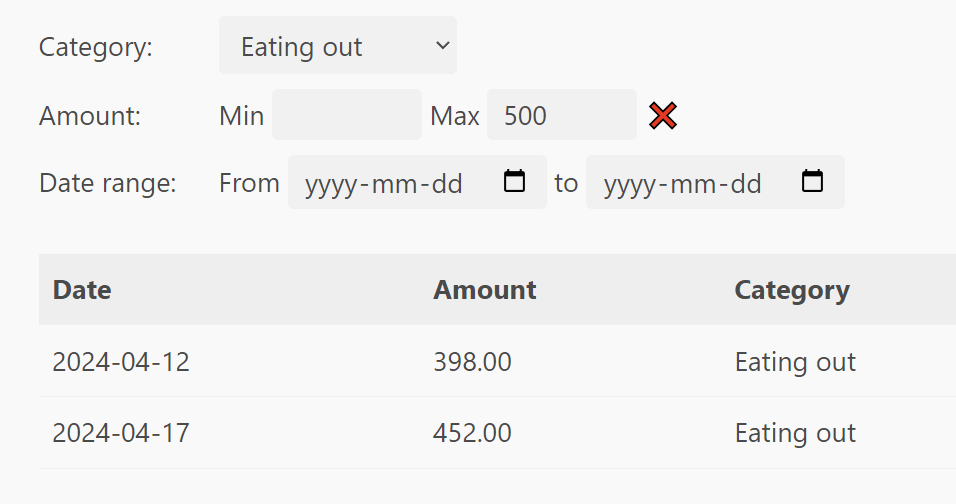 Category: Eating out
Amount: Min Max 500
Date range: From yyyy-mm-dd to yyyy-mm-dd
Date Amount Category
2024-04-12 398.00 Eating out
2024-04-17 452.00 Eating out